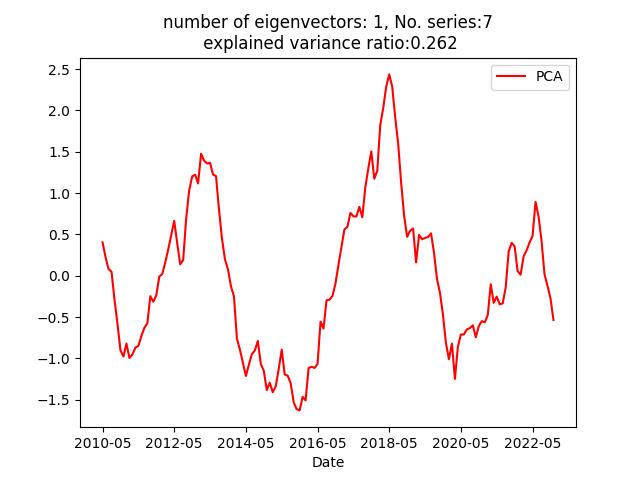 number of eigenvectors: 1, No. series:7
explained variance ratio:0.262
PCA
2.5
2.0
1.5
1.0
0.5
0.0
−0.5
−1.0
−1.5
2010-05 2012-05 2014-05 2016-05 2018-05 2020-05 2022-05
Date